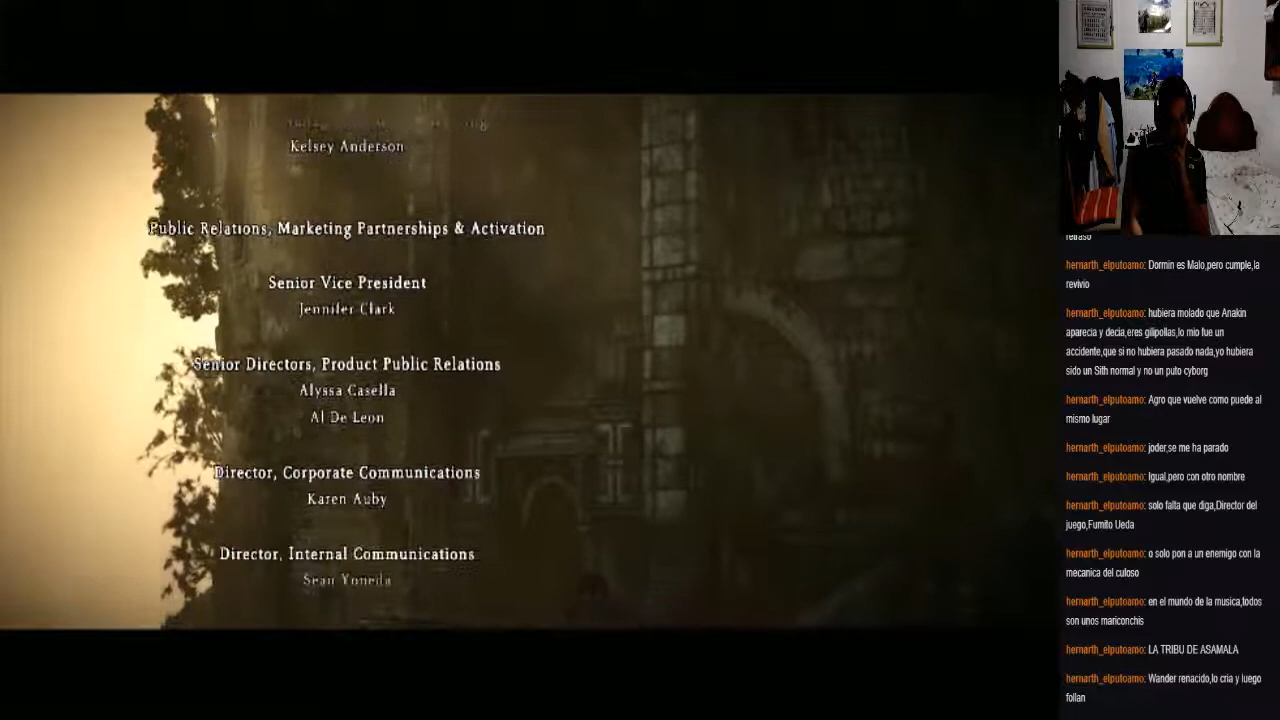 Kelsey Anderson
Public Relations, Marketing Partnerships & Activation
Senior Vice President
Jennifer Clark
Senior Directors, Product Public Relations
Alyssa Casella
Al De Leon
Director, Corporate Communications
Karen Auby
Director, Internal Communications
Sean Yoneda
retraso
hernarth_elputoamo: Dormin es Malo,pero cumple,la
revivio
hernarth_elputoamo: hubiera molado que Anakin
aparecia y decia,eres gilipollas,lo mio fue un
accidente,que si no hubiera pasado nada,yo hubiera
sido un Sith normal y no un puto cyborg
hernarth_elputoamo: Agro que vuelve como puede al
mismo lugar
hernarth_elputoamo: joder,se me ha parado
hernarth_elputoamo: Igual,pero con otro nombre
hernarth_elputoamo: solo falta que diga,Director del
juego,Fumito Ueda
hernarth_elputoamo: o solo pon a un enemigo con la
mecanica del culoso
hernarth_elputoamo: en el mundo de la musica,todos
son unos mariconchis
hernarth_elputoamo: LA TRIBU DE ASAMALA
hernarth_elputoamo: Wander renacido,lo cria y luego
follan